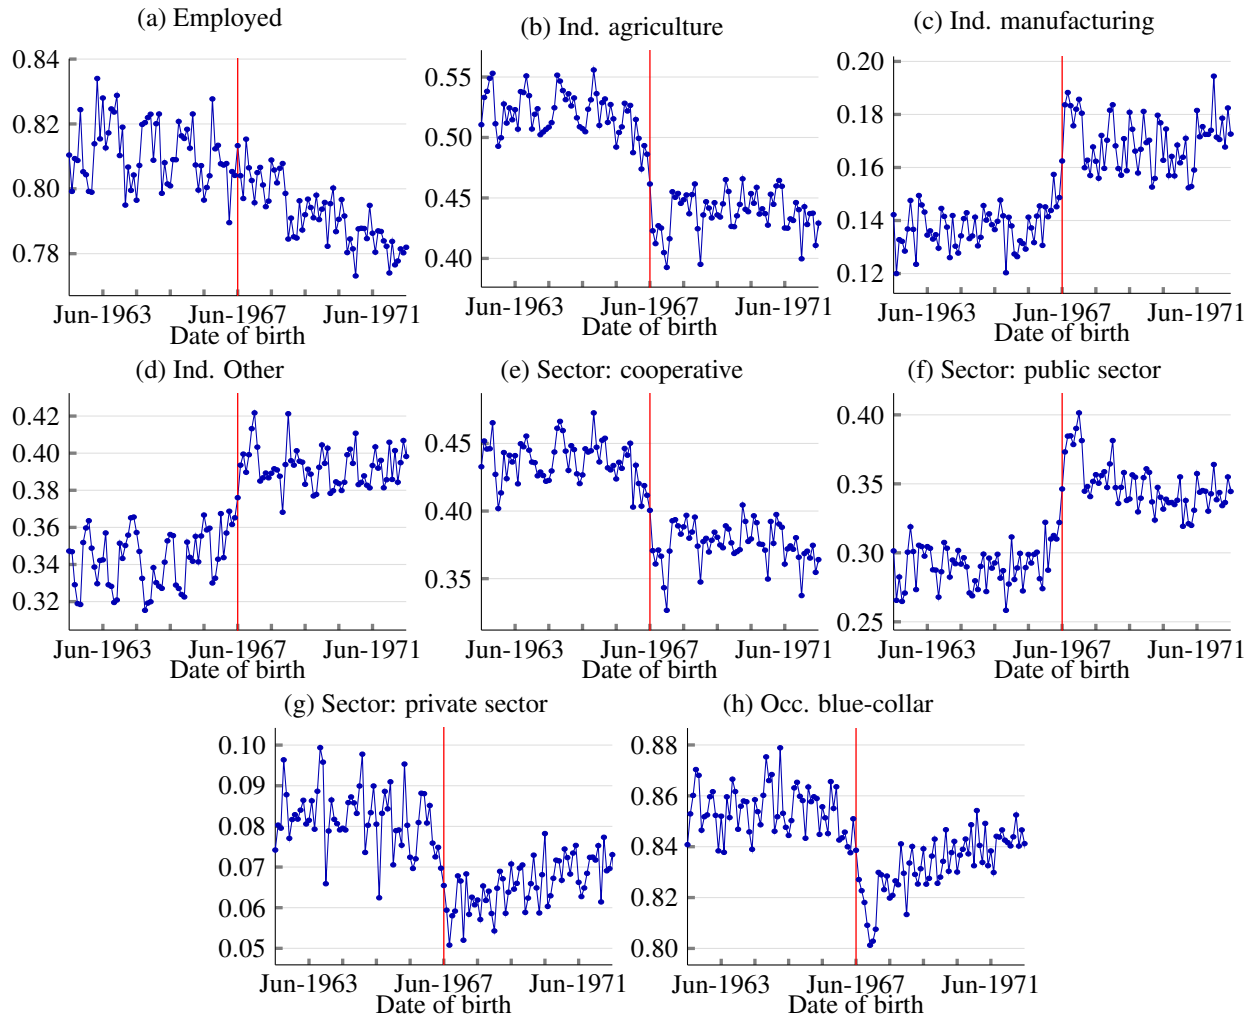 (a) Employed
0.84
0.82
0.80
0.78
Jun-1963 Jun-1967 Jun-1971
Date of birth
(b) Ind. agriculture
0.55
0.50
0.45
0.40
Jun-1963 Jun-1967 Jun-1971
Date of birth
(c) Ind. manufacturing
0.20
0.18
0.16
0.14
0.12
Jun-1963 Jun-1967 Jun-1971
Date of birth
(d) Ind. Other
0.42
0.40
0.38
0.36
0.34
0.32
Jun-1963 Jun-1967 Jun-1971
Date of birth
(e) Sector: cooperative
0.45
0.40
0.35
Jun-1963 Jun-1967 Jun-1971
Date of birth
(f) Sector: public sector
0.40
0.35
0.30
0.25
Jun-1963 Jun-1967 Jun-1971
Date of birth
(g) Sector: private sector
0.10
0.09
0.08
0.07
0.06
0.05
Jun-1963 Jun-1967 Jun-1971
Date of birth
(h) Occ. blue-collar
0.88
0.86
0.84
0.82
0.80
Jun-1963 Jun-1967 Jun-1971
Date of birth